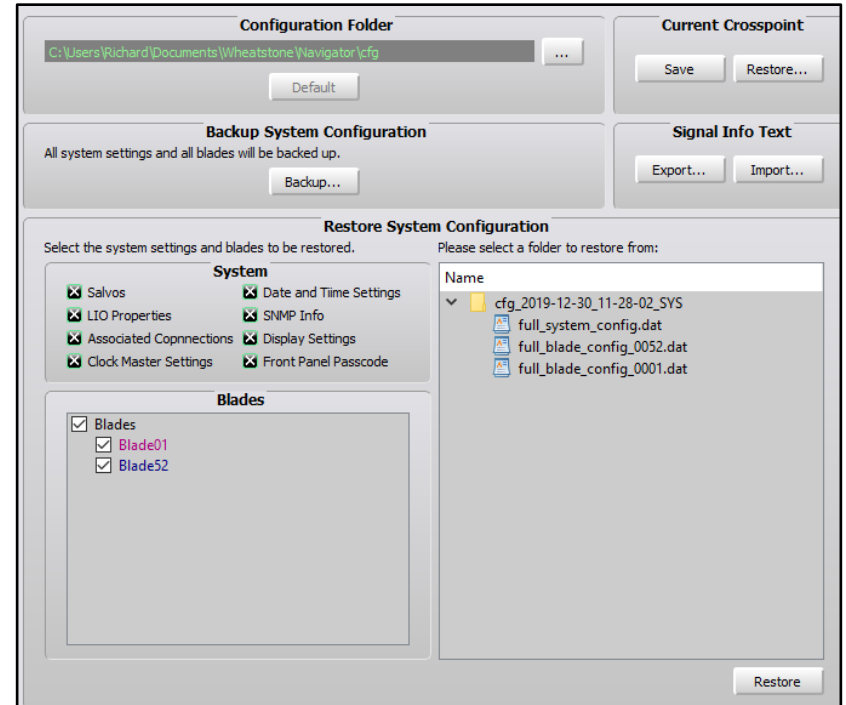 Configuration Folder
C:\Users\Richard\Documents\Wheatstone\Navigator\cfg
...
Default
Current Crosspoint
Save
Restore...
Backup System Configuration
All system settings and all blades will be backed up.
Backup...
Signal Info Text
Export...
Import...
Restore System Configuration
Select the system settings and blades to be restored.
System
Salvos
Date and Tiime Settings
LIO Properties
SNMP Info
Associated Copnnections
Display Settings
Clock Master Settings
Front Panel Passcode
Blades
Blades
Blade01
Blade52
Please select a folder to restore from:
Name
cfg_2019-12-30_11-28-02_SYS
full_system_config.dat
full_blade_config_0052.dat
full_blade_config_0001.dat
Restore